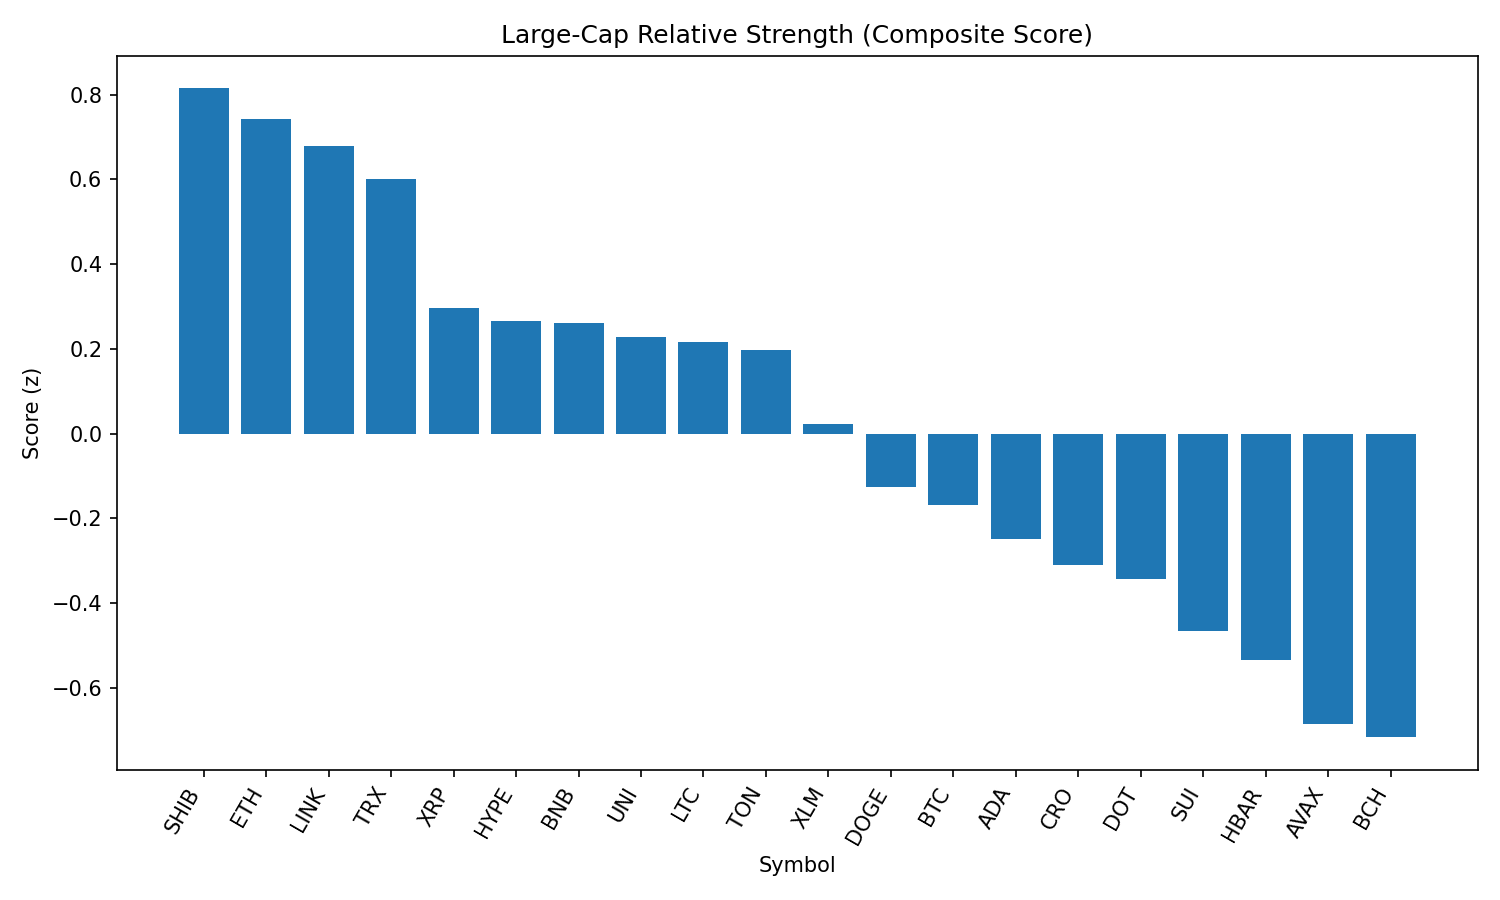 Large-Cap Relative Strength (Composite Score)
0.8
0.6
0.4
0.2
0.0
−0.2
−0.4
−0.6
Score (z)
SHIB
ETH
LINK
TRX
XRP
HYPE
BNB
UNI
LTC
TON
XLM
DOGE
BTC
ADA
CRO
DOT
SUI
HBAR
AVAX
BCH
Symbol